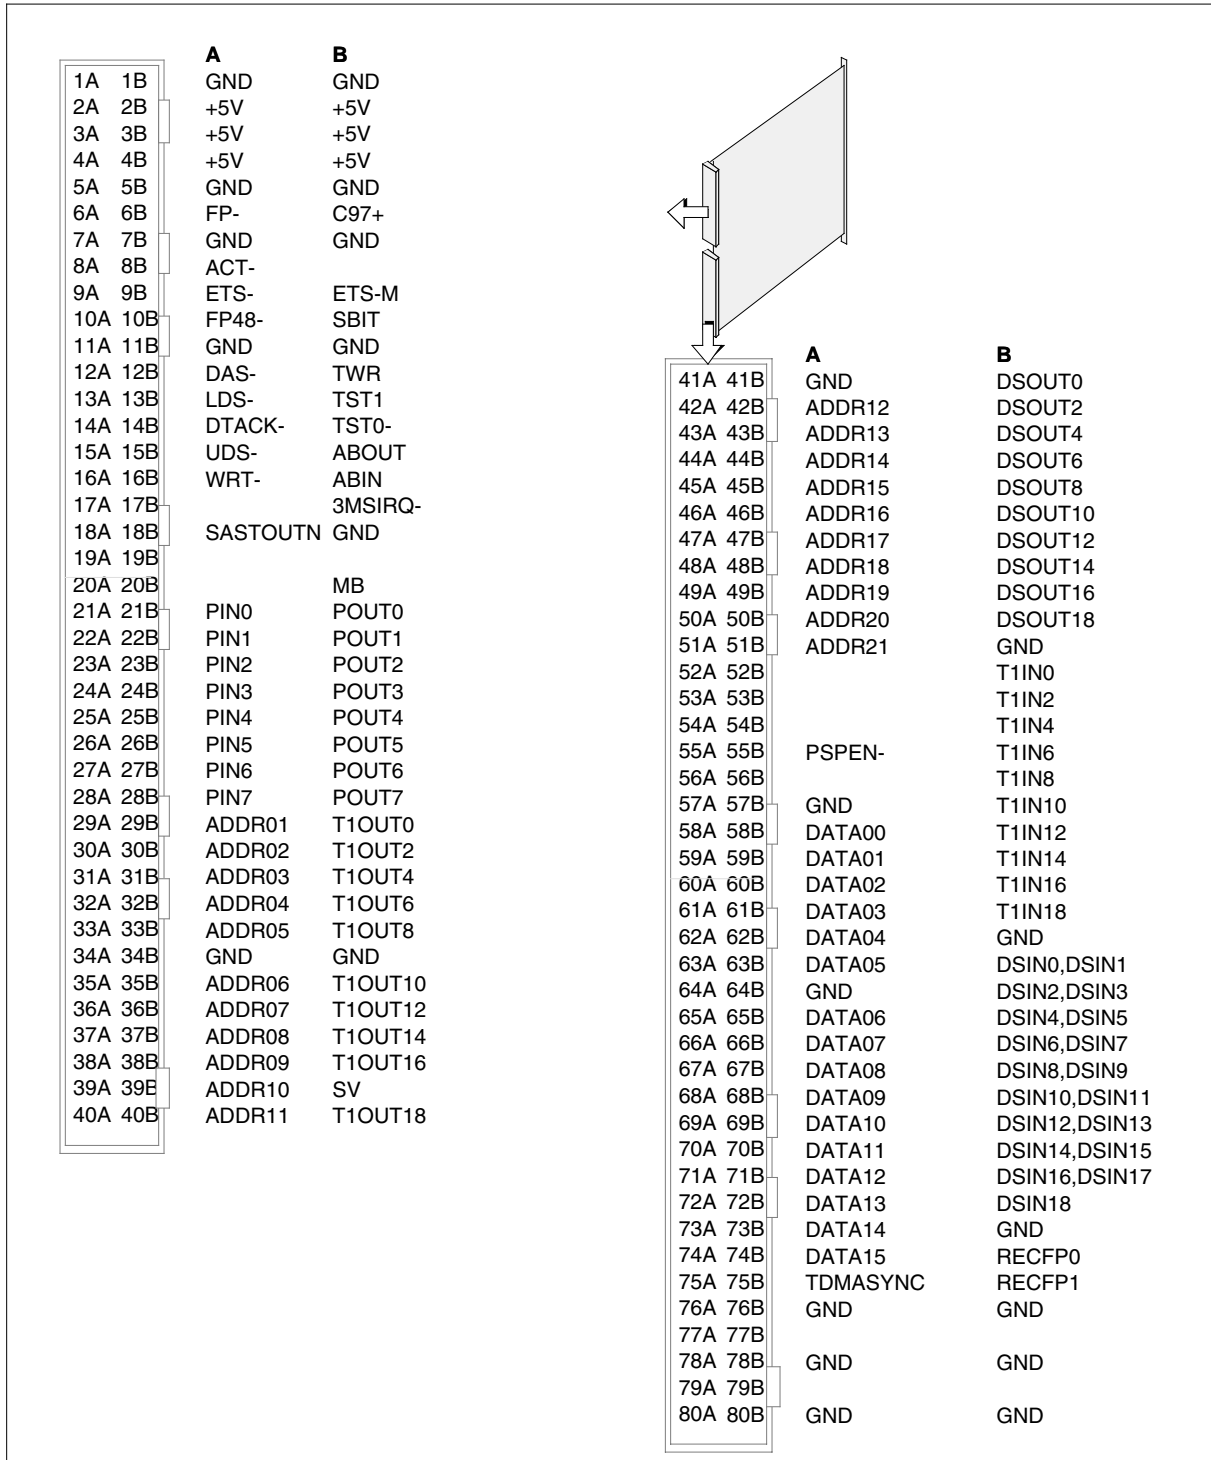 A B
1A 1B GND GND
2A 2B +5V +5V
3A 3B +5V +5V
4A 4B +5V +5V
5A 5B GND GND
6A 6B FP- C97+
7A 7B GND GND
8A 8B ACT-
9A 9B ETS- ETS-M
10A 10B FP48- SBIT
11A 11B GND GND
12A 12B DAS- TWR
13A 13B LDS- TST1
14A 14B DTACK- TST0-
15A 15B UDS- ABOUT
16A 16B WRT- ABIN
17A 17B 3MSIRQ-
18A 18B SASTOUTN GND
19A 19B
20A 20B MB
21A 21B PIN0 POUT0
22A 22B PIN1 POUT1
23A 23B PIN2 POUT2
24A 24B PIN3 POUT3
25A 25B PIN4 POUT4
26A 26B PIN5 POUT5
27A 27B PIN6 POUT6
28A 28B PIN7 POUT7
29A 29B ADDR01 T1OUT0
30A 30B ADDR02 T1OUT2
31A 31B ADDR03 T1OUT4
32A 32B ADDR04 T1OUT6
33A 33B ADDR05 T1OUT8
34A 34B GND GND
35A 35B ADDR06 T1OUT10
36A 36B ADDR07 T1OUT12
37A 37B ADDR08 T1OUT14
38A 38B ADDR09 T1OUT16
39A 39B ADDR10 SV
40A 40B ADDR11 T1OUT18
A B
41A 41B GND DSOUT0
42A 42B ADDR12 DSOUT2
43A 43B ADDR13 DSOUT4
44A 44B ADDR14 DSOUT6
45A 45B ADDR15 DSOUT8
46A 46B ADDR16 DSOUT10
47A 47B ADDR17 DSOUT12
48A 48B ADDR18 DSOUT14
49A 49B ADDR19 DSOUT16
50A 50B ADDR20 DSOUT18
51A 51B ADDR21 GND
52A 52B T1IN0
53A 53B T1IN2
54A 54B T1IN4
55A 55B PSPEN- T1IN6
56A 56B T1IN8
57A 57B GND T1IN10
58A 58B DATA00 T1IN12
59A 59B DATA01 T1IN14
60A 60B DATA02 T1IN16
61A 61B DATA03 T1IN18
62A 62B DATA04 GND
63A 63B DATA05 DSIN0,DSIN1
64A 64B GND DSIN2,DSIN3
65A 65B DATA06 DSIN4,DSIN5
66A 66B DATA07 DSIN6,DSIN7
67A 67B DATA08 DSIN8,DSIN9
68A 68B DATA09 DSIN10,DSIN11
69A 69B DATA10 DSIN12,DSIN13
70A 70B DATA11 DSIN14,DSIN15
71A 71B DATA12 DSIN16,DSIN17
72A 72B DATA13 DSIN18
73A 73B DATA14 GND
74A 74B DATA15 RECFP0
75A 75B TDMASYNC RECFP1
76A 76B GND GND
77A 77B
78A 78B GND GND
79A 79B
80A 80B GND GND